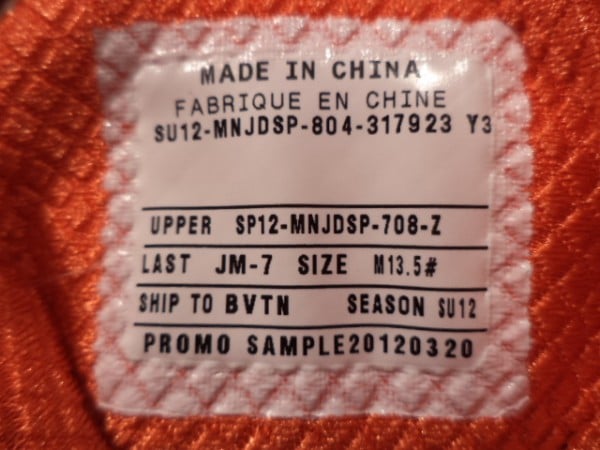 MADE IN CHINA
FABRIQUE EN CHINE
SU12-MNJDSP-804-317923 Y3
UPPER SP12-MNJDSP-708-Z
LAST JM-7 SIZE M13.5#
SHIP TO BVTN SEASON SU12
PROMO SAMPLE20120320